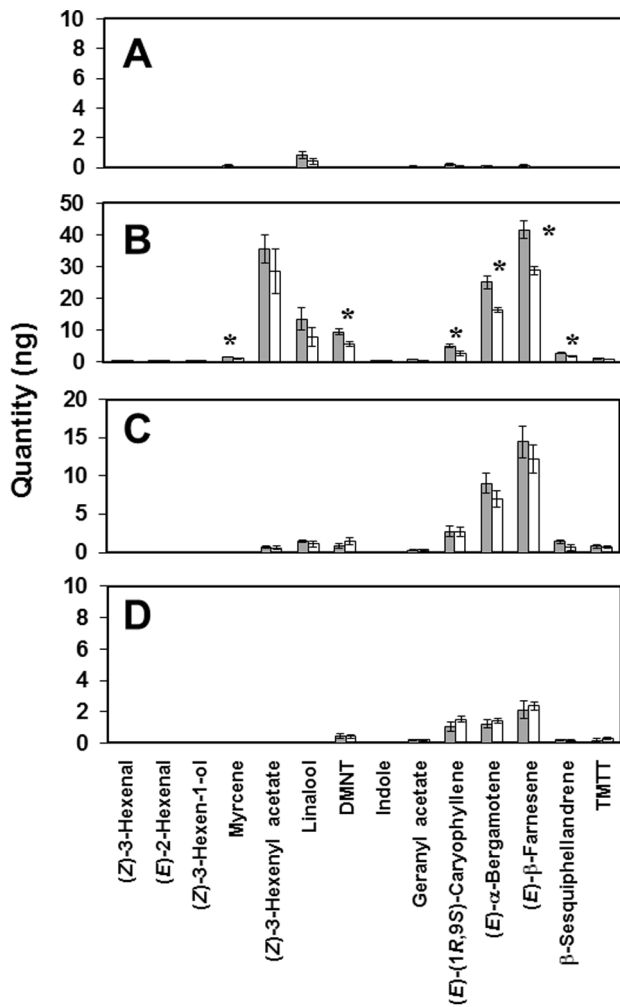 Quantity (ng)
10
8
6
4
2
0
A
50
40
30
20
10
0
B
*
*
*
*
*
*
20
15
10
5
0
C
10
8
6
4
2
0
D
(Z)-3-Hexenal
(E)-2-Hexenal
(Z)-3-Hexen-1-ol
Myrcene
(Z)-3-Hexenyl acetate
Linalool
DMNT
Indole
Geranyl acetate
(E)-(1R,9S)-Caryophyllene
(E)-α-Bergamotene
(E)-β-Farnesene
β-Sesquiphellandrene
TMTT